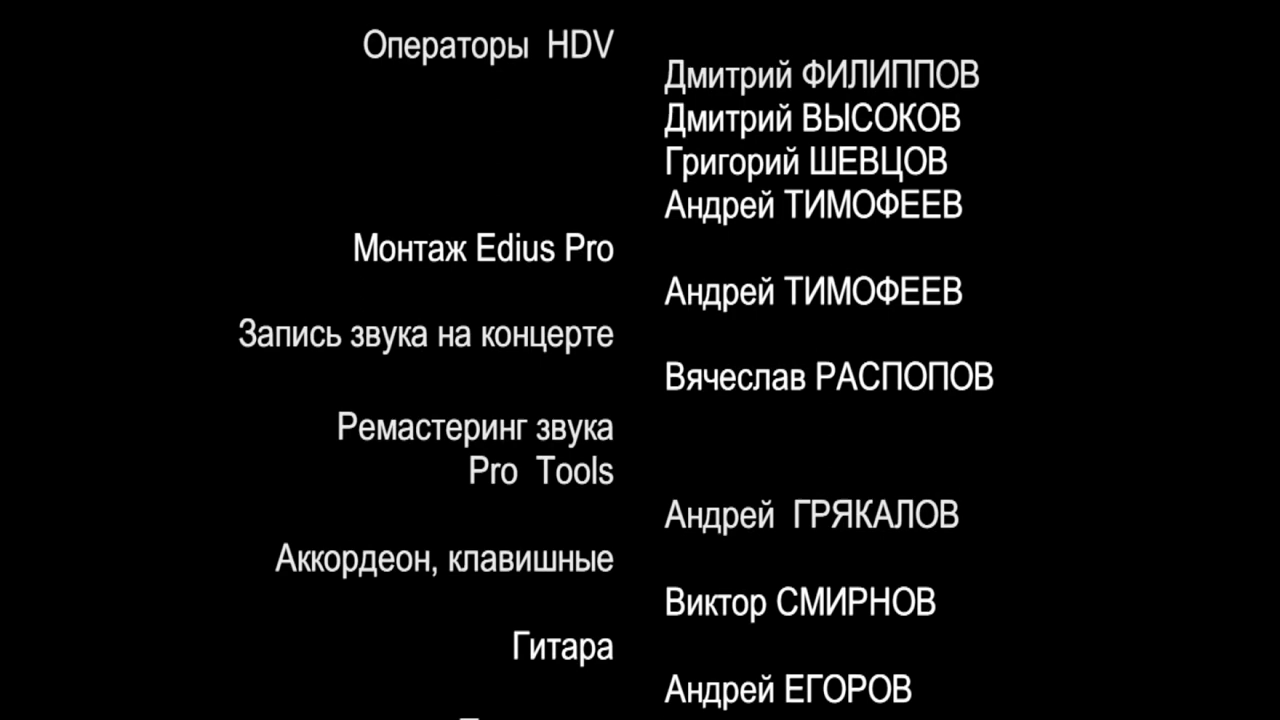 Операторы HDV
Дмитрий ФИЛИППОВ
Дмитрий ВЫСОКОВ
Григорий ШЕВЦОВ
Андрей ТИМОФЕЕВ
Монтаж Edius Pro
Андрей ТИМОФЕЕВ
Запись звука на концерте
Вячеслав РАСПОПОВ
Ремастеринг звука
Pro Tools
Андрей ГРЯКАЛОВ
Аккордеон, клавишные
Виктор СМИРНОВ
Гитара
Андрей ЕГОРОВ